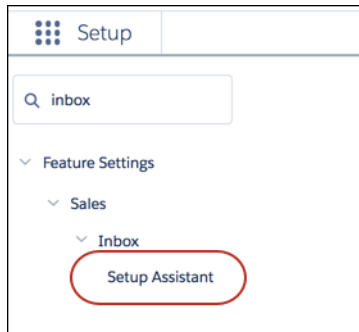 Setup
inbox
Feature Settings
Sales
Inbox
Setup Assistant